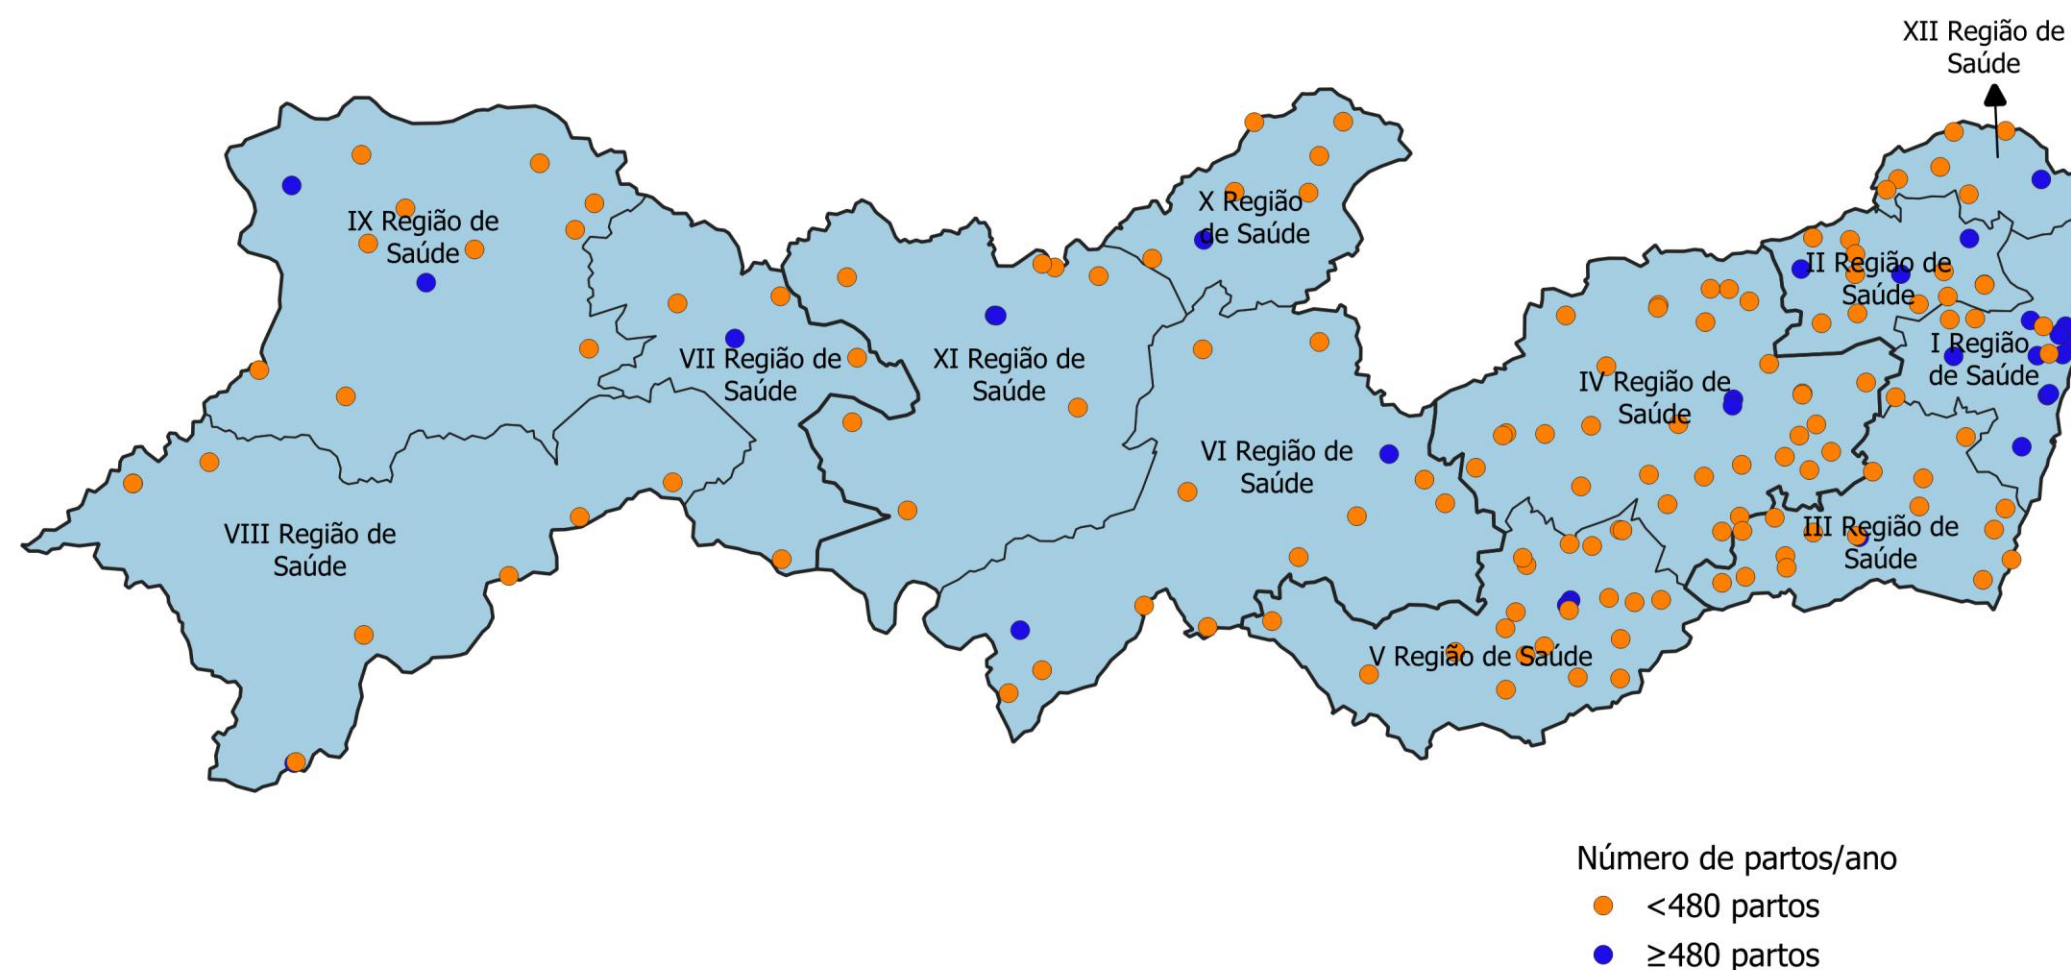 XII Região de
Saúde
X Região
de Saúde
IX Região de
Saúde
II Região de
Saúde
I Região
de Saúde
VII Região de
Saúde
XI Região de
Saúde
IV Região de
Saúde
VI Região de
Saúde
VIII Região de
Saúde
III Região de
Saúde
V Região de Saúde
Número de partos/ano
<480 partos
≥480 partos